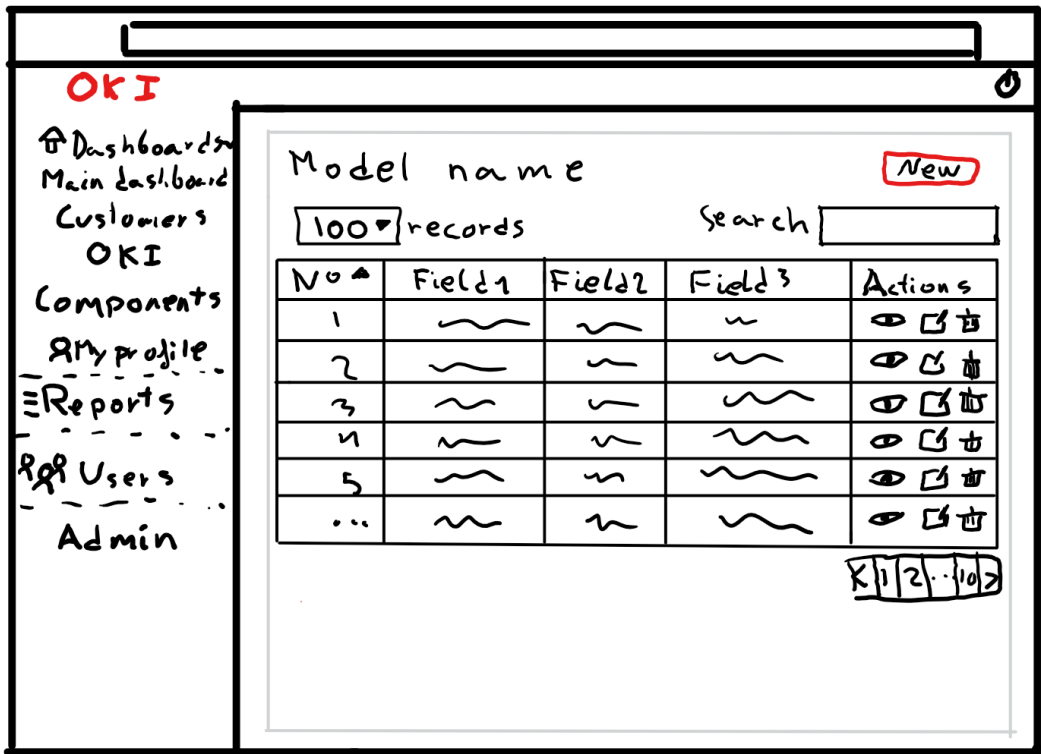 OKI
Dashboards
Main dashboard
Customers
OKI
Components
My profile
Reports
Users
Admin
Model name
New
100 records
Search
No Field1 Field2 Field3 Actions
1
2
3
4
5
...
< 1 2 ... 10 >